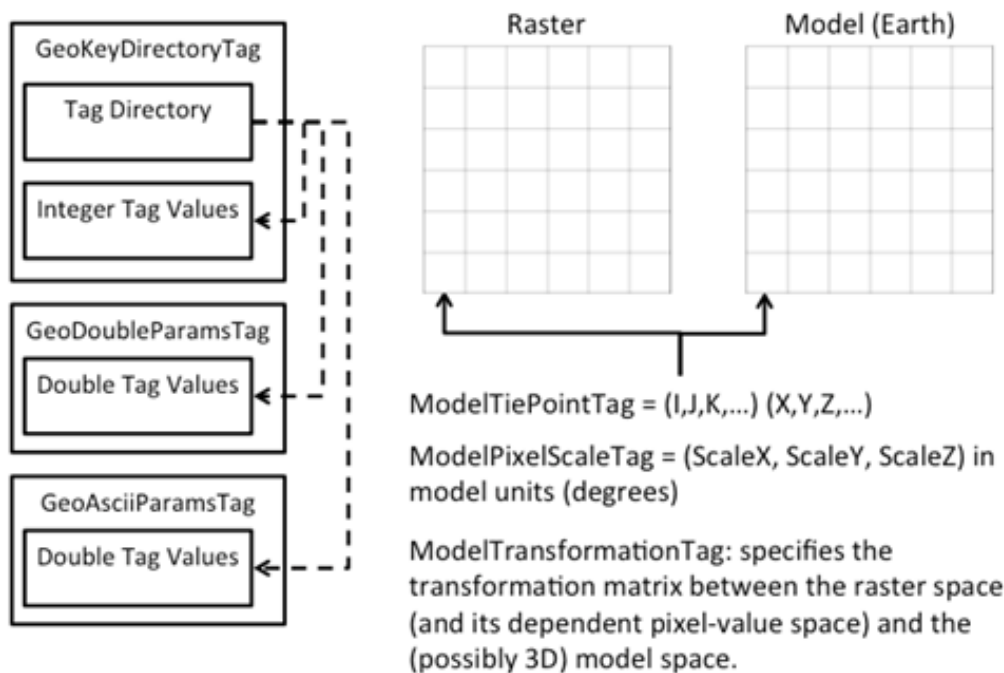 GeoKeyDirectoryTag
Tag Directory
Integer Tag Values
GeoDoubleParamsTag
Double Tag Values
GeoAsciiParamsTag
Double Tag Values
Raster
Model (Earth)
ModelTiePointTag = (I,J,K,...) (X,Y,Z,...)
ModelPixelScaleTag = (ScaleX, ScaleY, ScaleZ) in
model units (degrees)
ModelTransformationTag: specifies the
transformation matrix between the raster space
(and its dependent pixel-value space) and the
(possibly 3D) model space.